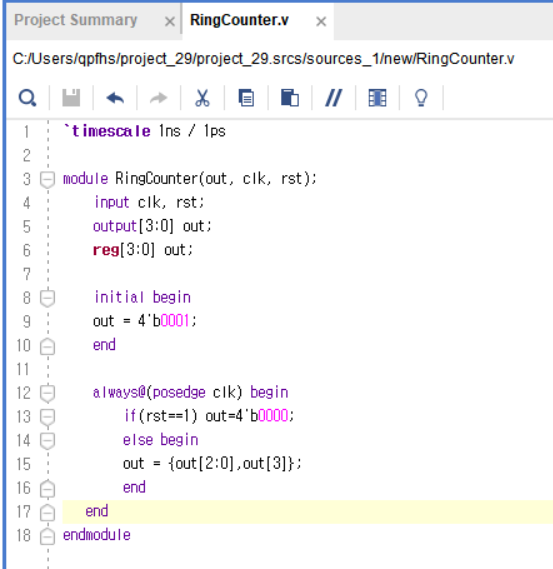 Project Summary × RingCounter.v ×
C:/Users/qpfhs/project_29/project_29.srcs/sources_1/new/RingCounter.v
1 `timescale 1ns / 1ps
2
3 module RingCounter(out, clk, rst);
4 input clk, rst;
5 output[3:0] out;
6 reg[3:0] out;
7
8 initial begin
9 out = 4'b0001;
10 end
11
12 always@(posedge clk) begin
13 if(rst==1) out=4'b0000;
14 else begin
15 out = {out[2:0],out[3]};
16 end
17 end
18 endmodule